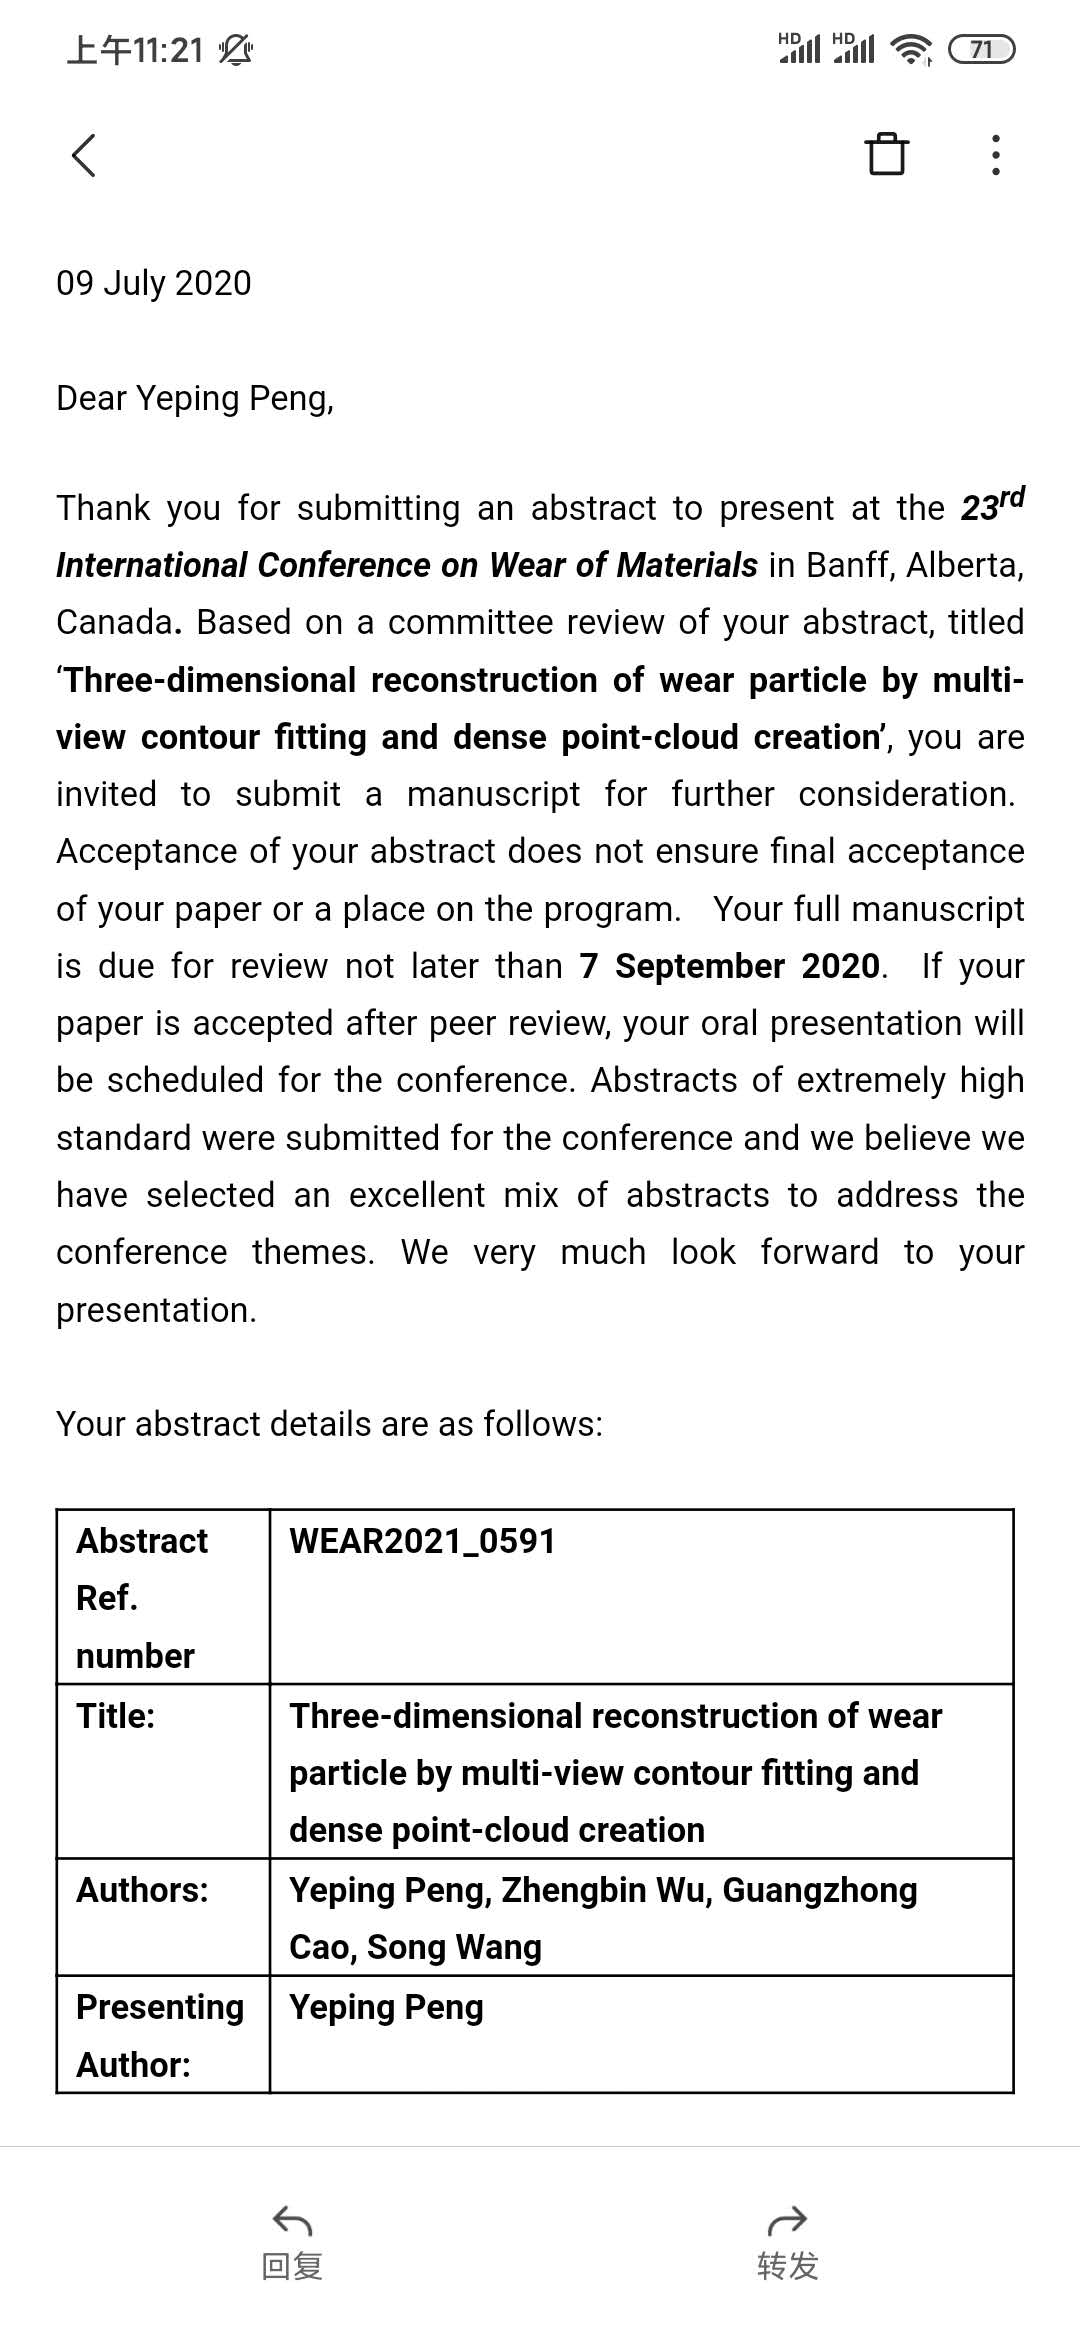 上午11:21
HD HD 71
09 July 2020
Dear Yeping Peng,
Thank you for submitting an abstract to present at the 23rd
International Conference on Wear of Materials in Banff, Alberta,
Canada. Based on a committee review of your abstract, titled
‘Three-dimensional reconstruction of wear particle by multi-
view contour fitting and dense point-cloud creation’, you are
invited to submit a manuscript for further consideration.
Acceptance of your abstract does not ensure final acceptance
of your paper or a place on the program. Your full manuscript
is due for review not later than 7 September 2020. If your
paper is accepted after peer review, your oral presentation will
be scheduled for the conference. Abstracts of extremely high
standard were submitted for the conference and we believe we
have selected an excellent mix of abstracts to address the
conference themes. We very much look forward to your
presentation.
Your abstract details are as follows:
Abstract
Ref.
number
WEAR2021_0591
Title:
Three-dimensional reconstruction of wear
particle by multi-view contour fitting and
dense point-cloud creation
Authors:
Yeping Peng, Zhengbin Wu, Guangzhong
Cao, Song Wang
Presenting
Author:
Yeping Peng
回复
转发